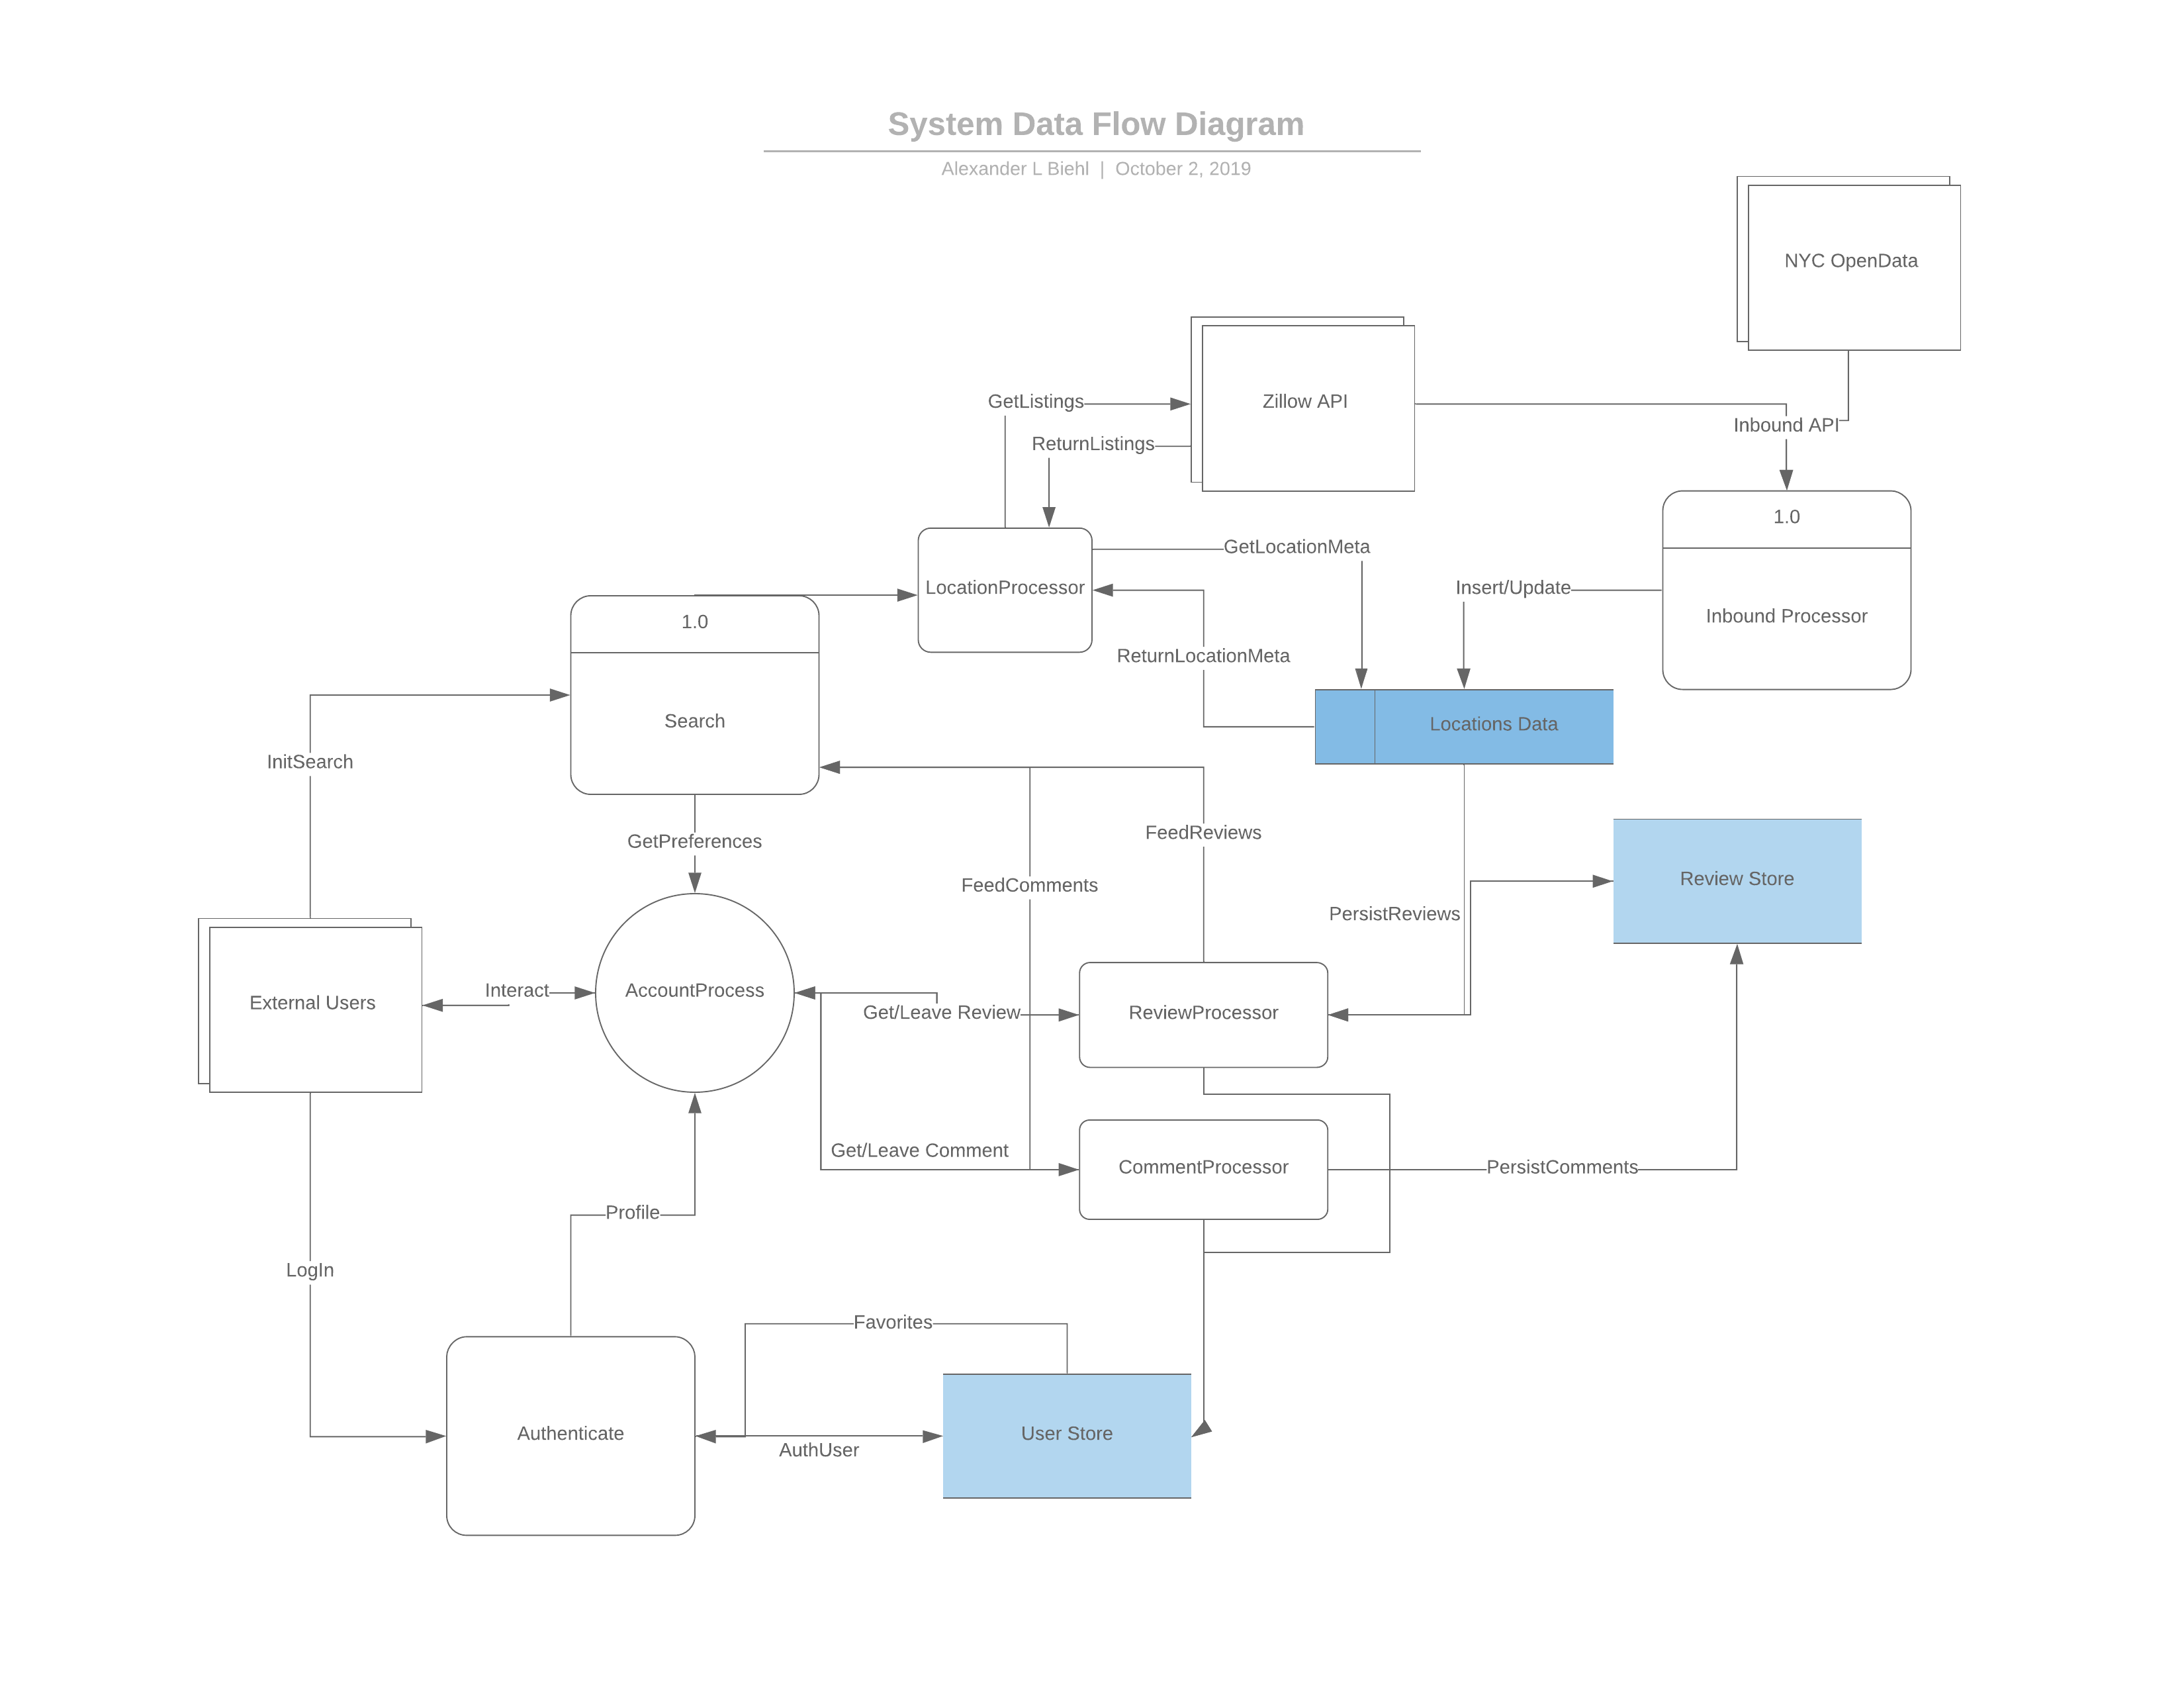 System Data Flow Diagram
Alexander L Biehl | October 2, 2019
NYC OpenData
Zillow API
GetListings
ReturnListings
Inbound API
1.0
Inbound Processor
GetLocationMeta
LocationProcessor
Insert/Update
1.0
Search
ReturnLocationMeta
Locations Data
InitSearch
GetPreferences
FeedReviews
FeedComments
Review Store
PersistReviews
External Users
Interact
AccountProcess
Get/Leave Review
ReviewProcessor
Get/Leave Comment
CommentProcessor
PersistComments
Profile
LogIn
Favorites
Authenticate
AuthUser
User Store